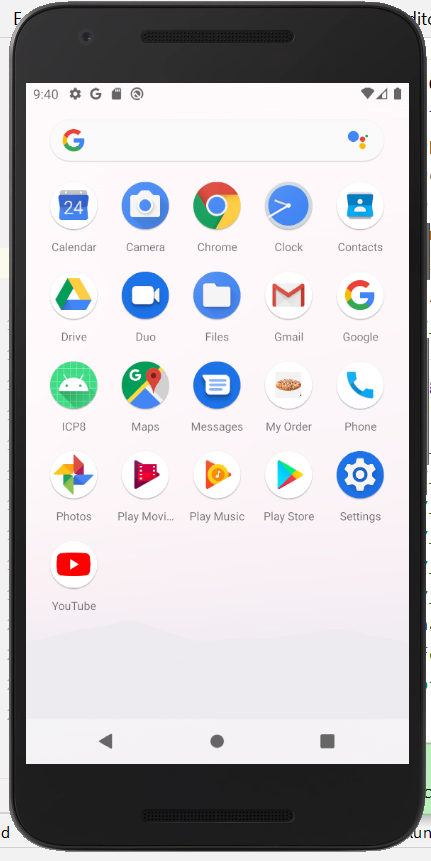 9:40
24
Calendar Camera Chrome Clock Contacts
Drive Duo Files Gmail Google
ICP8 Maps Messages My Order Phone
Photos Play Movi... Play Music Play Store Settings
YouTube